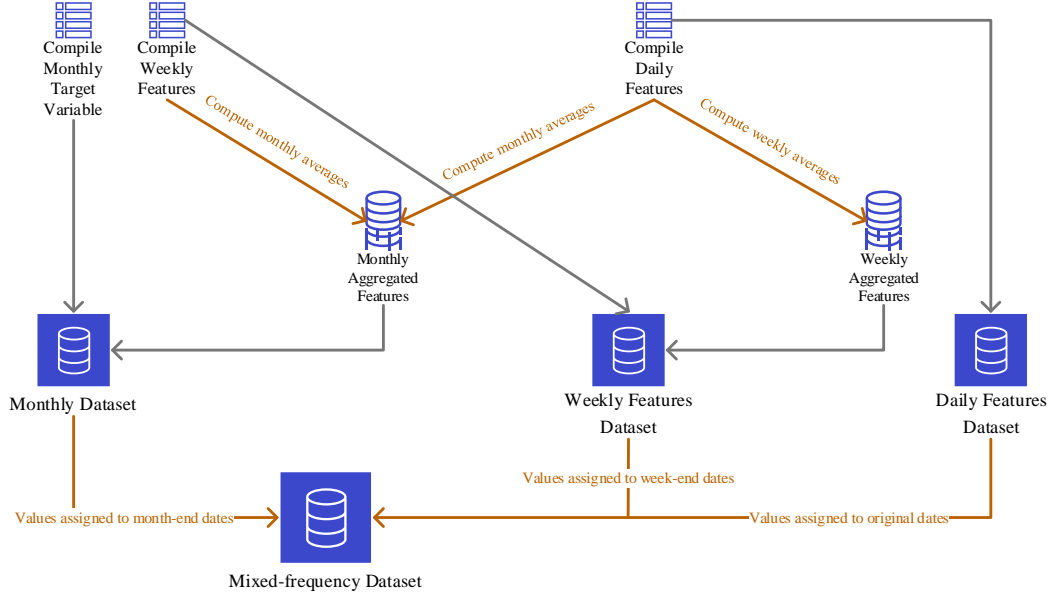 Compile
Monthly
Target
Variable
Compile
Weekly
Features
Compile
Daily
Features
Compute monthly averages
Compute monthly averages
Compute weekly averages
Monthly
Aggregated
Features
Weekly
Aggregated
Features
Monthly Dataset
Weekly Features
Dataset
Daily Features
Dataset
Values assigned to week-end dates
Values assigned to month-end dates
Values assigned to original dates
Mixed-frequency Dataset